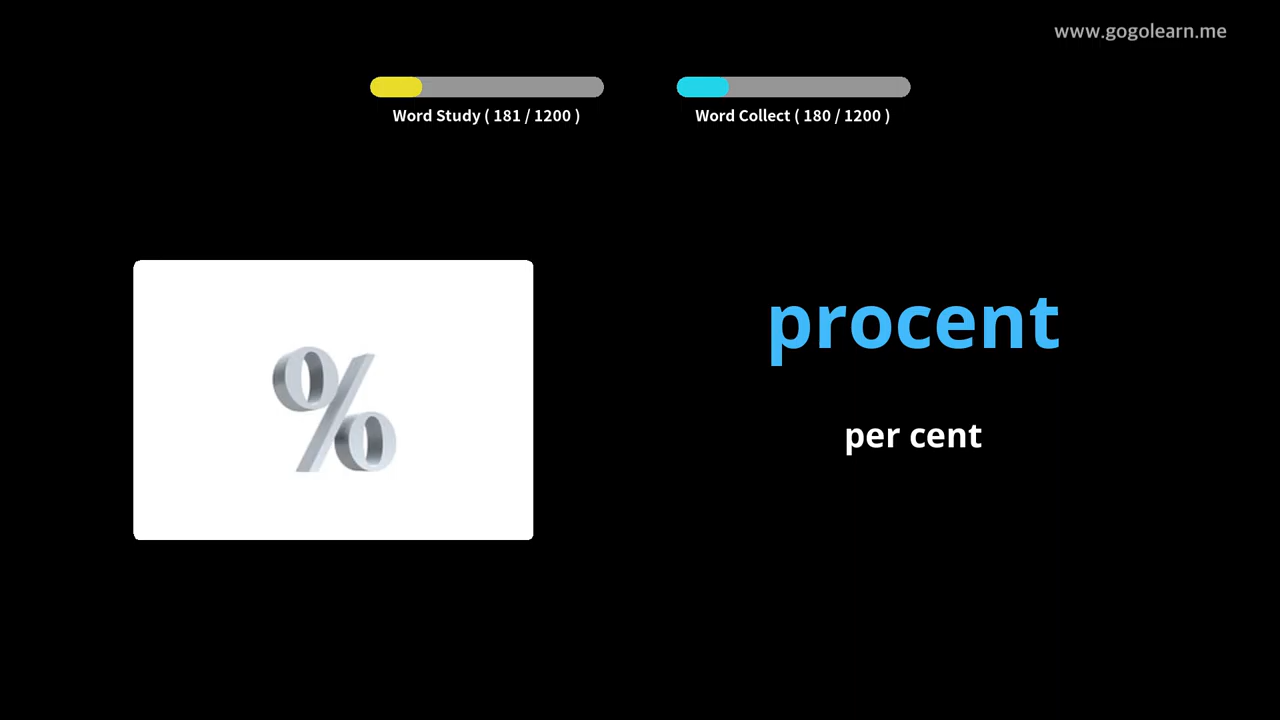 www.gogolearn.me
Word Study ( 181 / 1200 )
Word Collect ( 180 / 1200 )
%
procent
per cent